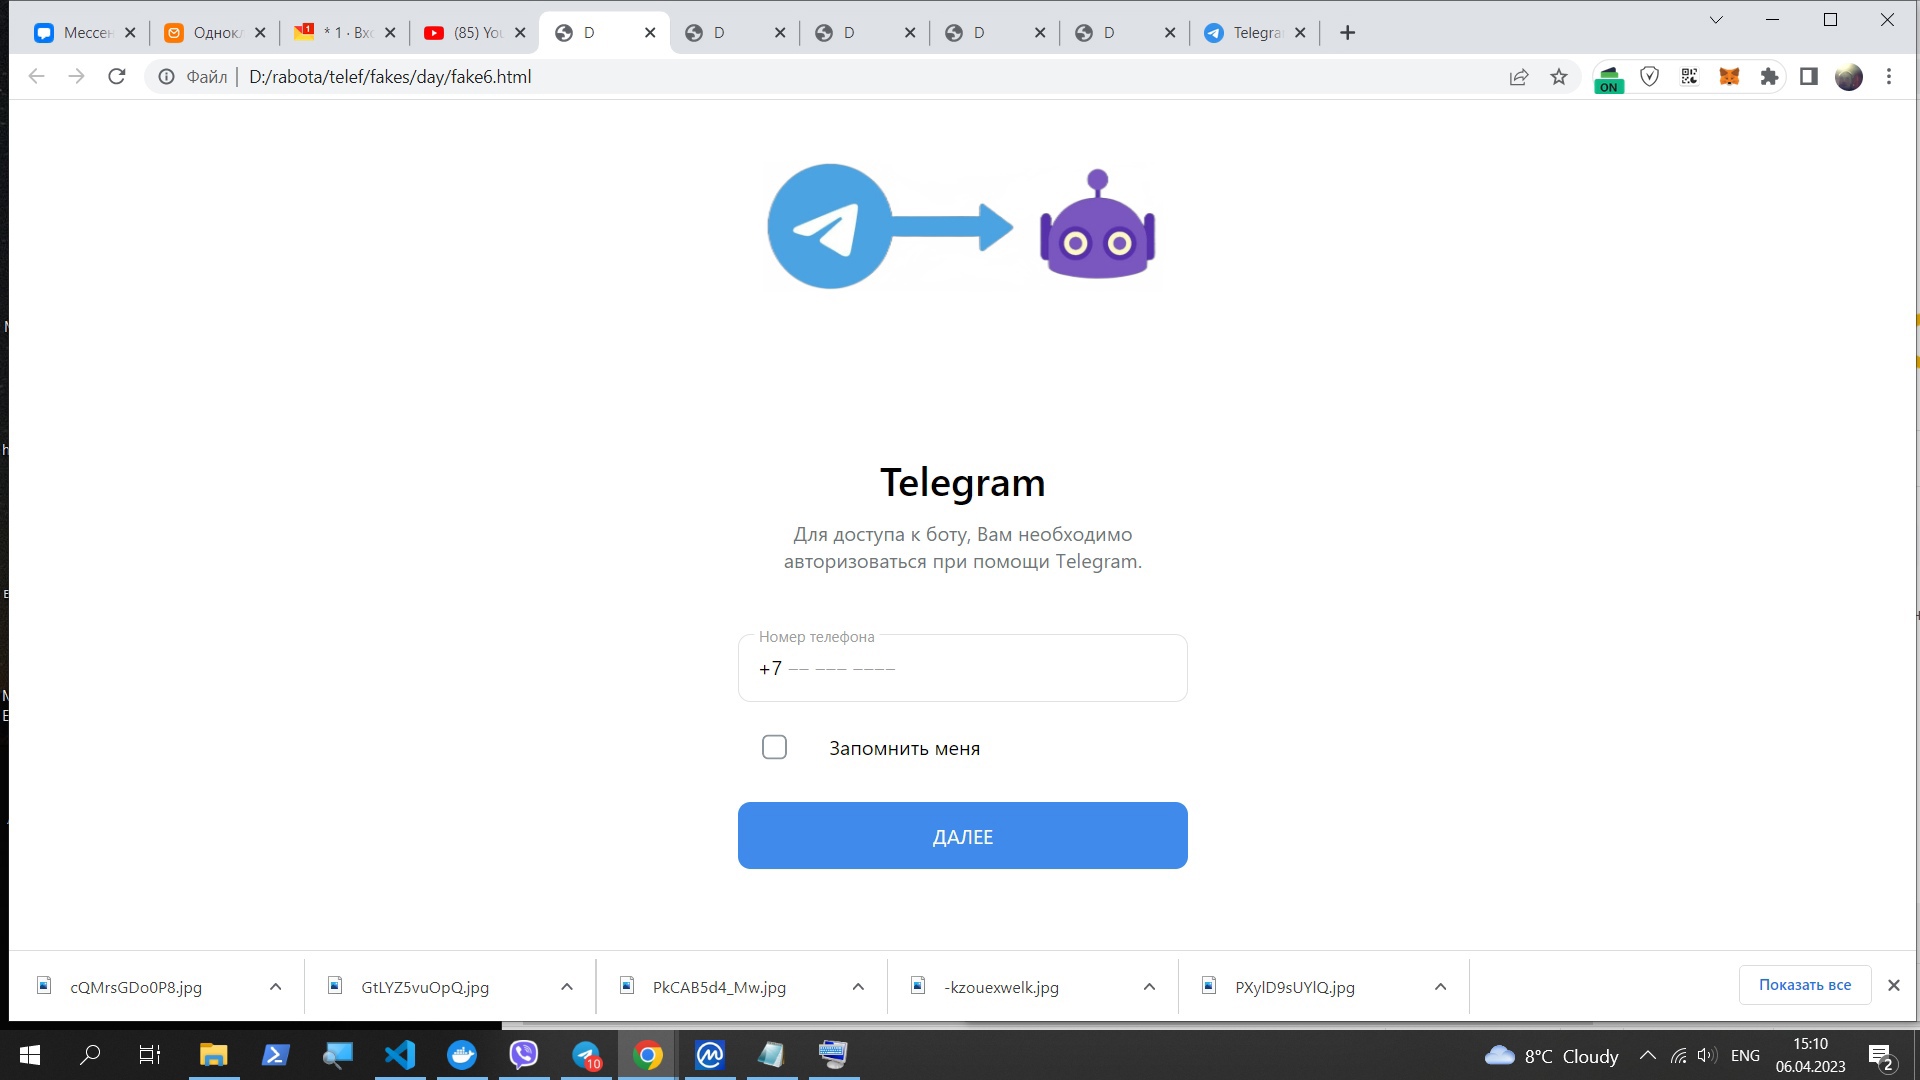 Мессен
Однокл
* 1 · Вхо
(85) You
D
D
D
D
D
Telegra
Файл
D:/rabota/telef/fakes/day/fake6.html
ON
Telegram
Для доступа к боту, Вам необходимо
авторизоваться при помощи Telegram.
Номер телефона
+7 –– ––– ––––
Запомнить меня
ДАЛЕЕ
cQMrsGDo0P8.jpg
GtLYZ5vuOpQ.jpg
PkCAB5d4_Mw.jpg
-kzouexwelk.jpg
PXylD9sUYlQ.jpg
Показать все
10
8°C Cloudy
ENG
15:10
06.04.2023
2